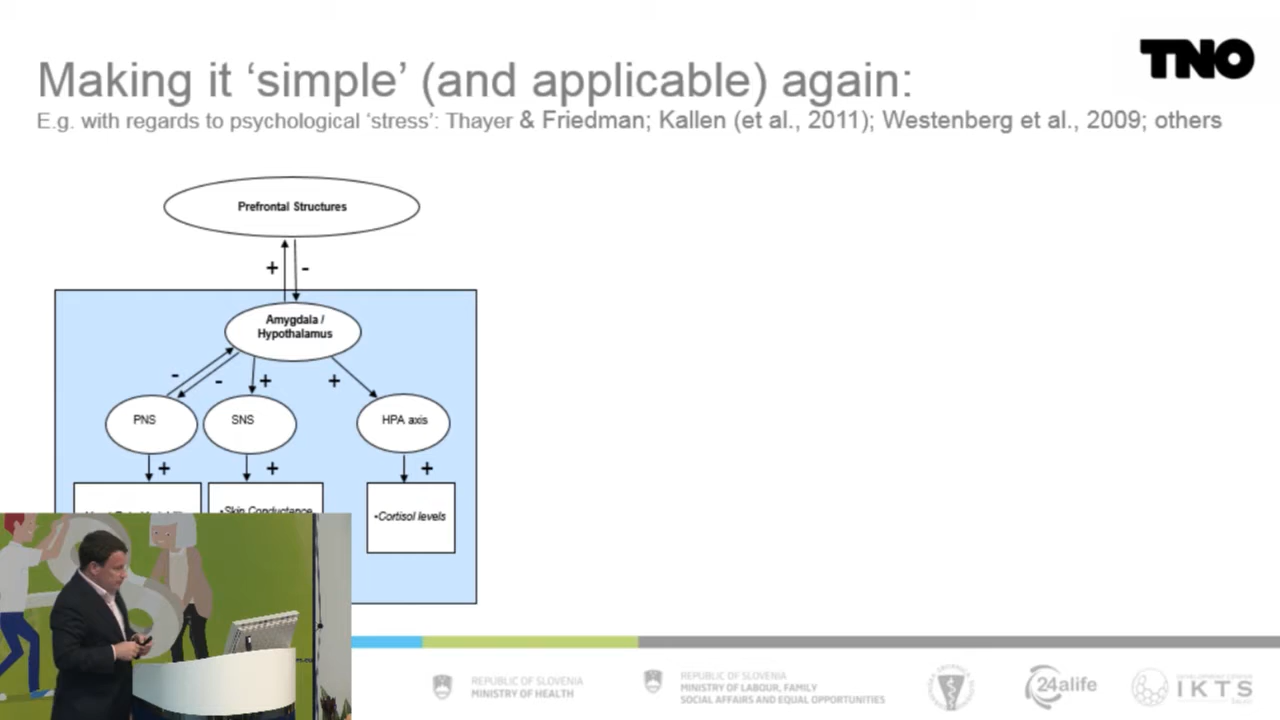 TNO
Making it ‘simple’ (and applicable) again:
E.g. with regards to psychological ‘stress’: Thayer & Friedman; Kallen (et al., 2011); Westenberg et al., 2009; others
Prefrontal Structures
+ -
Amygdala /
Hypothalamus
- - + +
PNS SNS HPA axis
+ + +
•Skin Conductance
•Cortisol levels
REPUBLIC OF SLOVENIA
MINISTRY OF HEALTH
REPUBLIC OF SLOVENIA
MINISTRY OF LABOUR, FAMILY
SOCIAL AFFAIRS AND EQUAL OPPORTUNITIES
24alife
IKTS